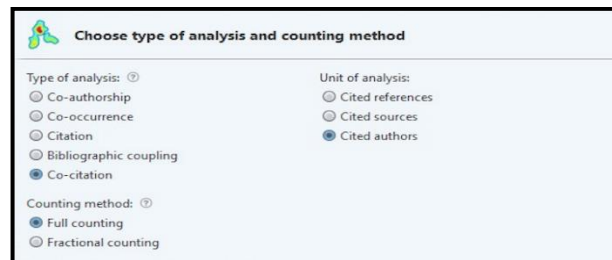 Choose type of analysis and counting method
Type of analysis: ?
Co-authorship
Co-occurrence
Citation
Bibliographic coupling
Co-citation
Counting method: ?
Full counting
Fractional counting
Unit of analysis:
Cited references
Cited sources
Cited authors